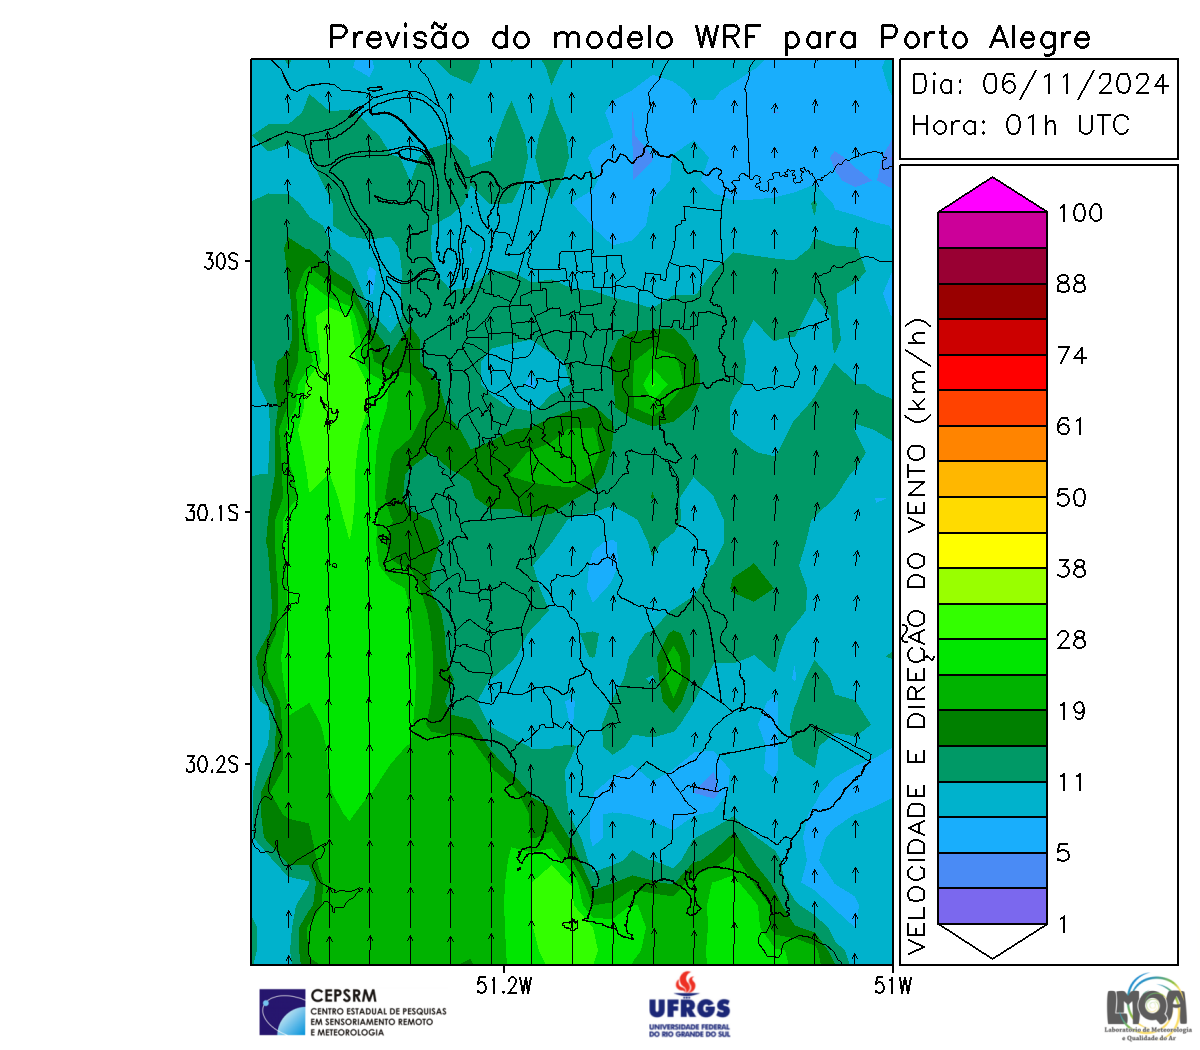 Previsão do modelo WRF para Porto Alegre
Dia: 06/11/2024
Hora: 01h UTC
30S
30.1S
30.2S
51.2W
51W
VELOCIDADE E DIREÇÃO DO VENTO (km/h)
100
88
74
61
50
38
28
19
11
5
1
CEPSRM
CENTRO ESTADUAL DE PESQUISAS
EM SENSORIAMENTO REMOTO
E METEOROLOGIA
UFRGS
UNIVERSIDADE FEDERAL
DO RIO GRANDE DO SUL
LMQA
Laboratório de Meteorologia
e Qualidade do Ar